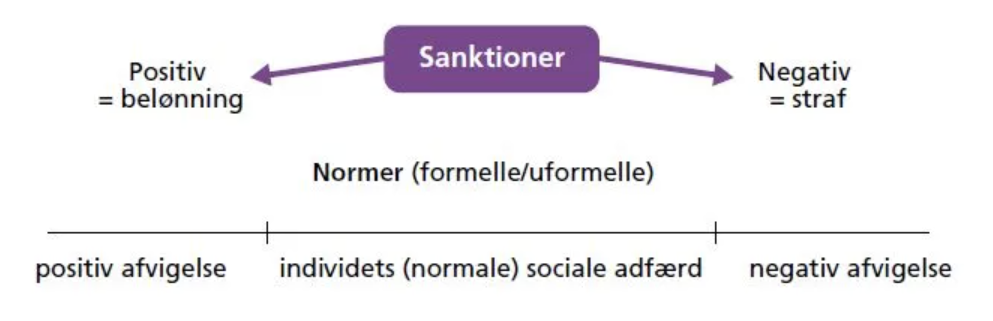 Sanktioner
Positiv
= belønning
Negativ
= straf
Normer (formelle/uformelle)
positiv afvigelse
individets (normale) sociale adfærd
negativ afvigelse